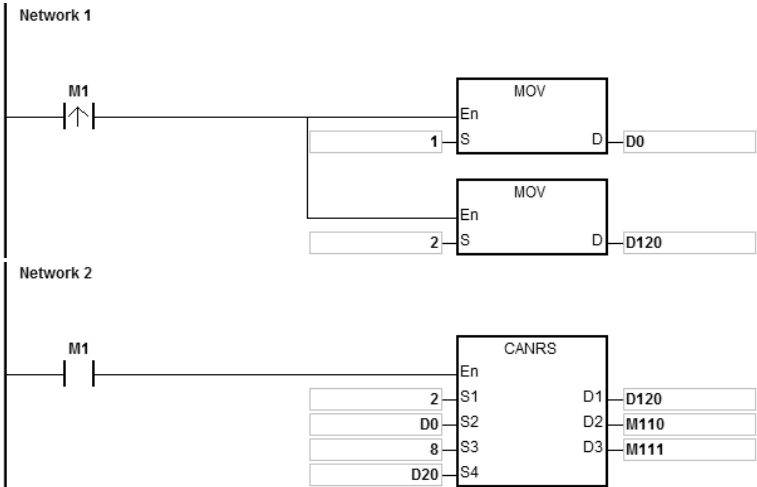 Network 1
M1
MOV
En
1 S D D0
MOV
En
2 S D D120
Network 2
M1
CANRS
En
2 S1 D1 D120
D0 S2 D2 M110
8 S3 D3 M111
D20 S4